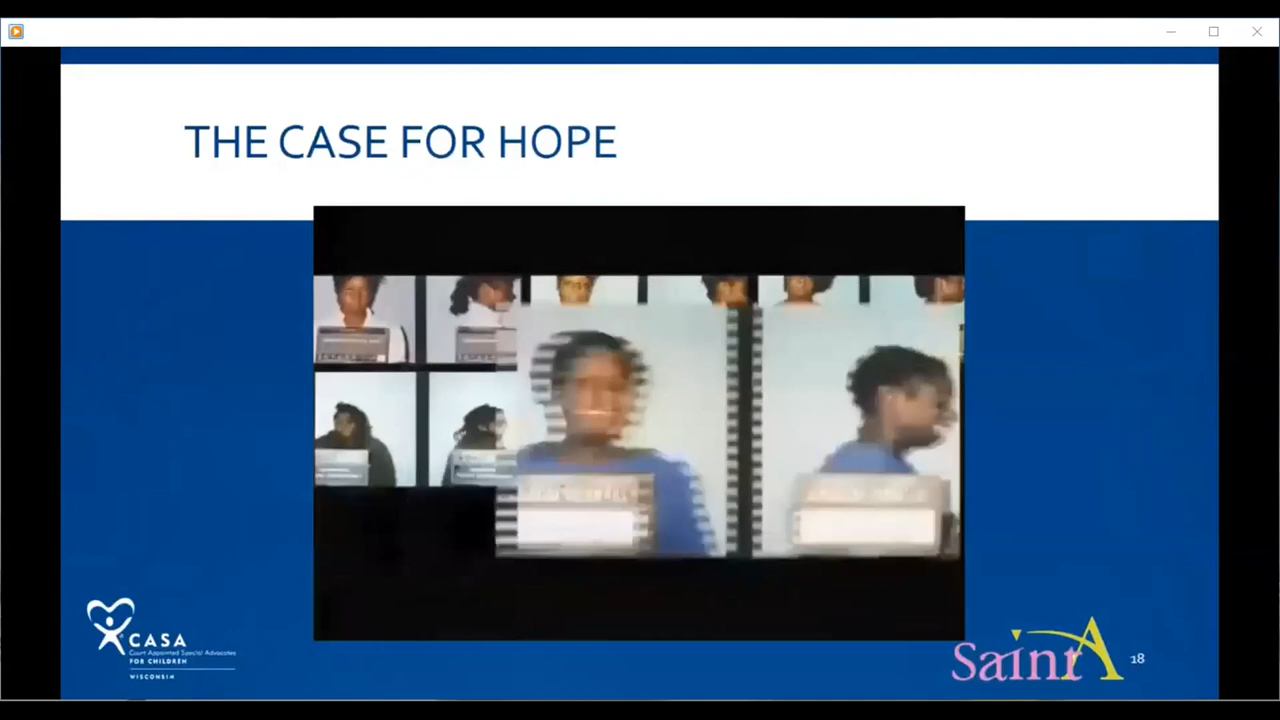 THE CASE FOR HOPE
CASA
Court Appointed Special Advocates
FOR CHILDREN
WISCONSIN
SaintA
18